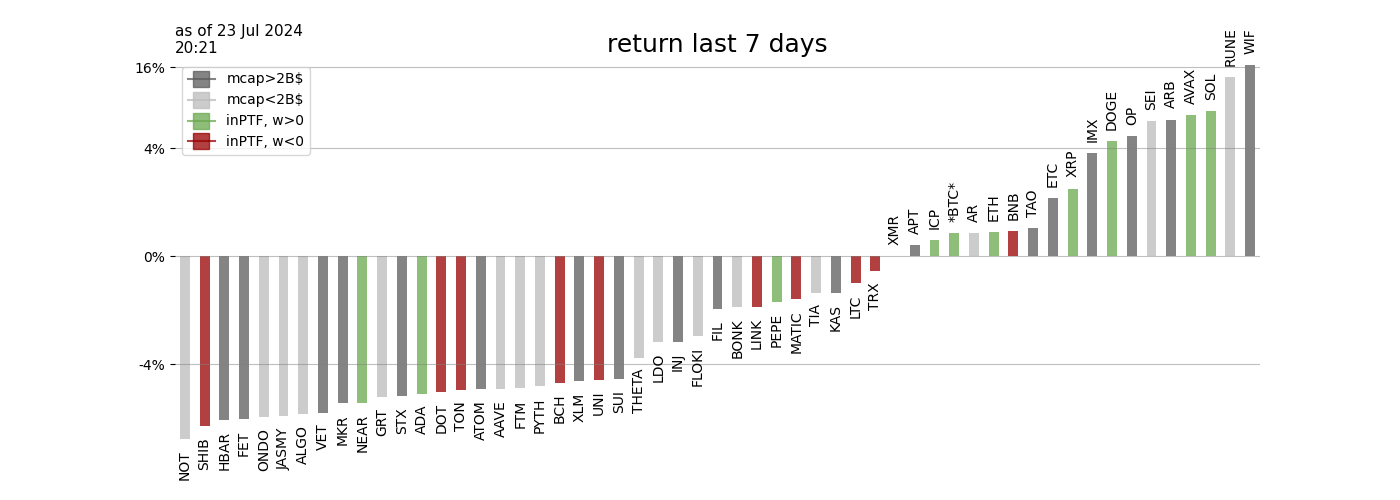 as of 23 Jul 2024
20:21
return last 7 days
16%
4%
0%
-4%
mcap>2B$
mcap<2B$
inPTF, w>0
inPTF, w<0
NOT
SHIB
HBAR
FET
ONDO
JASMY
ALGO
VET
MKR
NEAR
GRT
STX
ADA
DOT
TON
ATOM
AAVE
FTM
PYTH
BCH
XLM
UNI
SUI
THETA
LDO
INJ
FLOKI
FIL
BONK
LINK
PEPE
MATIC
TIA
KAS
LTC
TRX
XMR
APT
ICP
*BTC*
AR
ETH
BNB
TAO
ETC
XRP
IMX
DOGE
OP
SEI
ARB
AVAX
SOL
RUNE
WIF